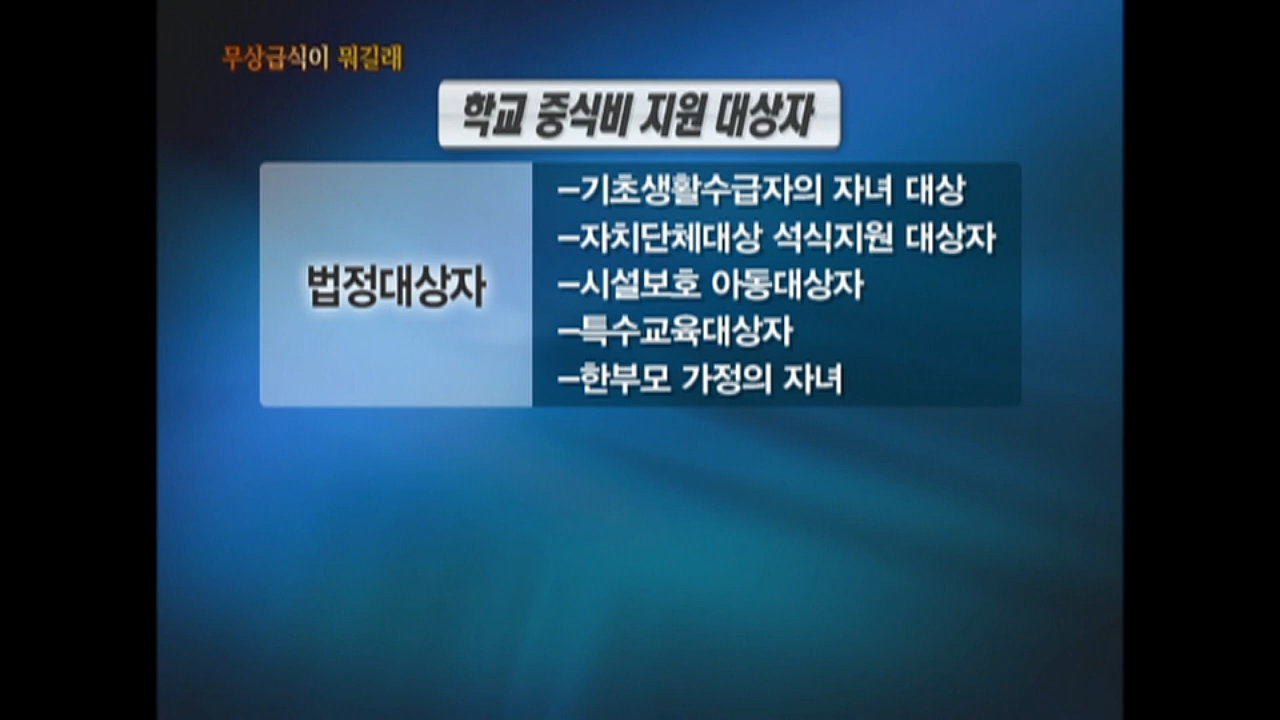 무상급식이 뭐길래
학교 중식비 지원 대상자
법정대상자
-기초생활수급자의 자녀 대상
-자치단체대상 석식지원 대상자
-시설보호 아동대상자
-특수교육대상자
-한부모 가정의 자녀